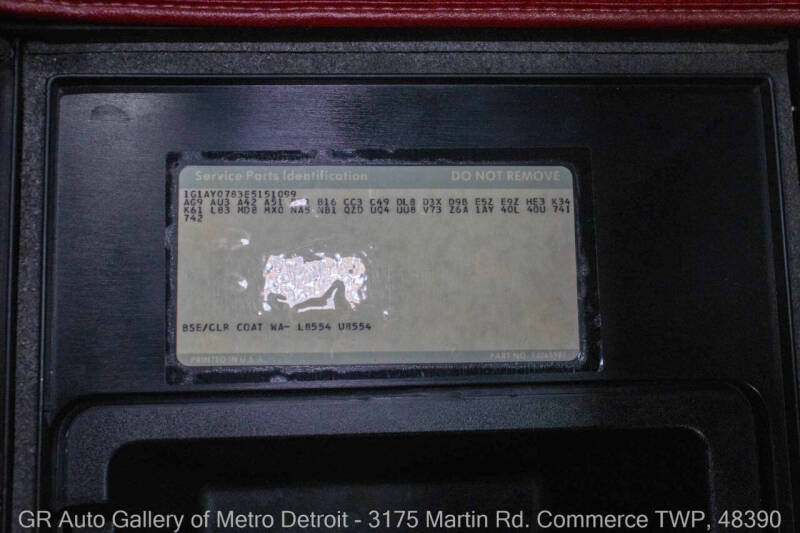 Service Parts Identification DO NOT REMOVE
1G1AY0783E5151099
AG9 AU3 A42 A51 B16 CC3 C49 DL8 D3X D98 E5Z E9Z HE3 K34
K61 L83 MD8 MX0 NA5 NB1 QZD UQ4 UU8 V73 Z6A 1AY 40L 40U 741
742
BSE/CLR COAT WA- L8554 U8554
PRINTED IN U.S.A. PART NO.
GR Auto Gallery of Metro Detroit - 3175 Martin Rd. Commerce TWP, 48390